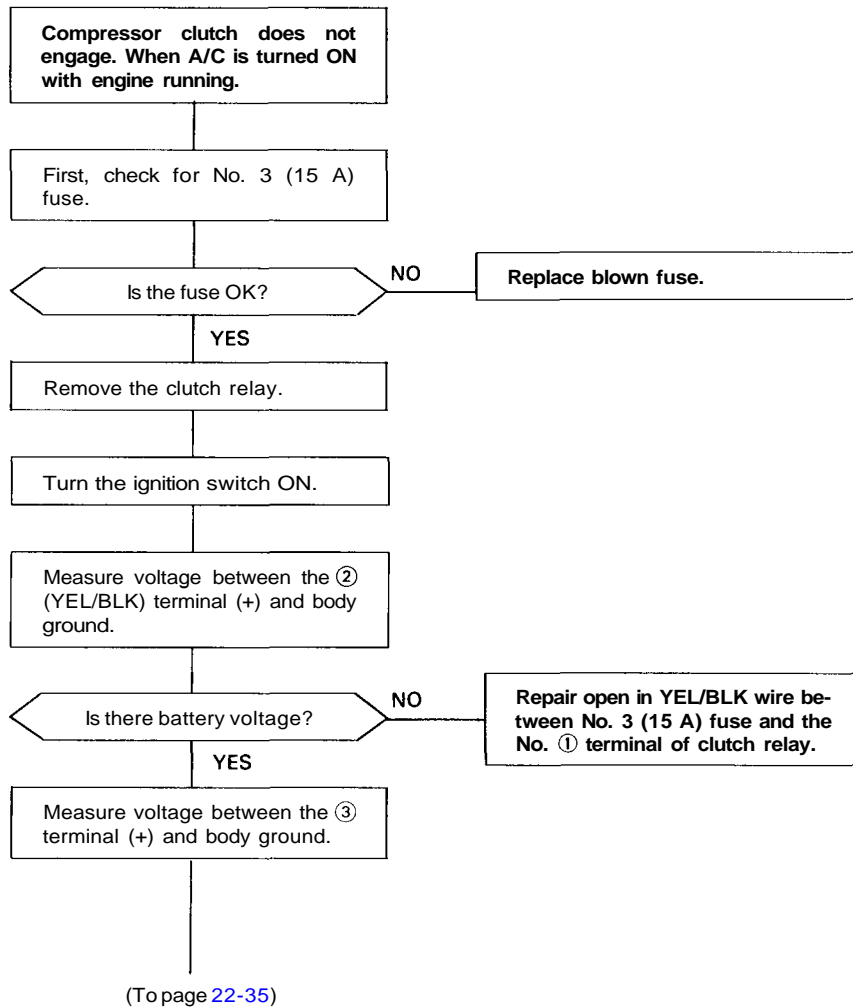 Compressor clutch does not
engage. When A/C is turned ON
with engine running.
First, check for No. 3 (15 A)
fuse.
Is the fuse OK?
NO
Replace blown fuse.
YES
Remove the clutch relay.
Turn the ignition switch ON.
Measure voltage between the ②
(YEL/BLK) terminal (+) and body
ground.
Is there battery voltage?
NO
Repair open in YEL/BLK wire be-
tween No. 3 (15 A) fuse and the
No. ① terminal of clutch relay.
YES
Measure voltage between the ③
terminal (+) and body ground.
(To page 22-35)